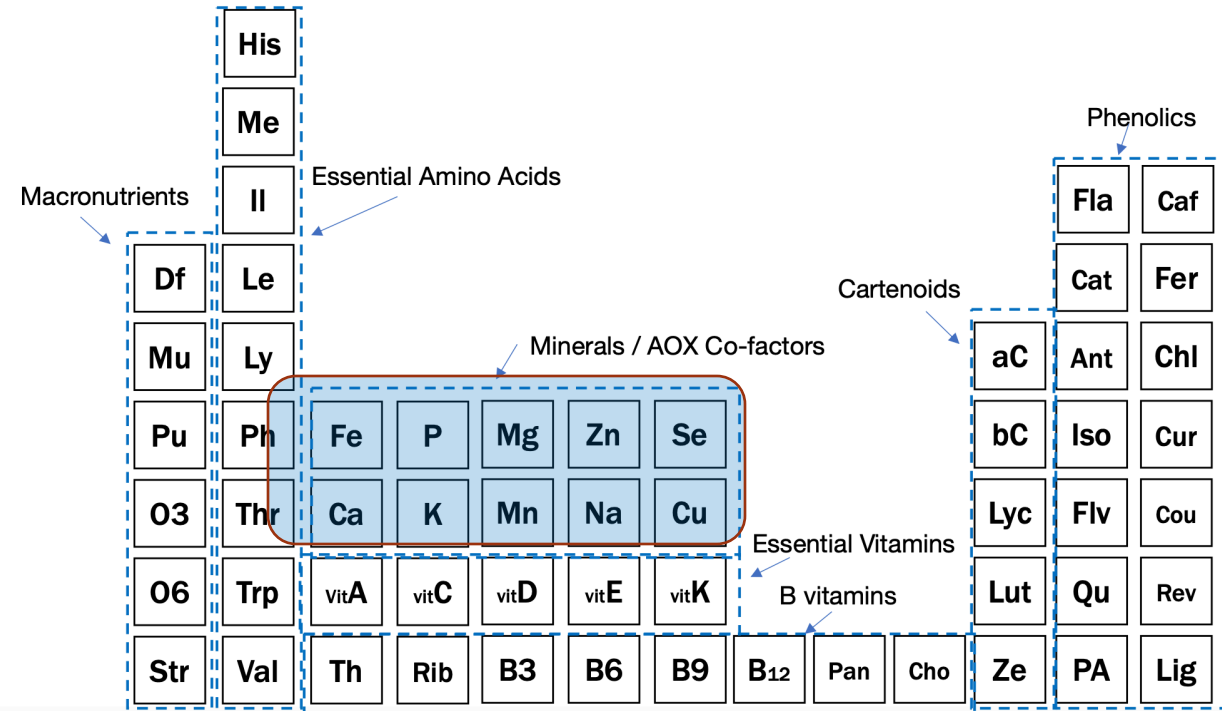 His
Me
Phenolics
Essential Amino Acids
Macronutrients
Il
Fla Caf
Df Le
Cat Fer
Cartenoids
Minerals / AOX Co-factors
Mu Ly
aC Ant Chl
Pu Ph Fe P Mg Zn Se
bC Iso Cur
O3 Thr Ca K Mn Na Cu
Lyc Flv Cou
Essential Vitamins
O6 Trp VitA vitC vitD vitE vitK
B vitamins
Lut Qu Rev
Str Val Th Rib B3 B6 B9 B12 Pan Cho Ze PA Lig